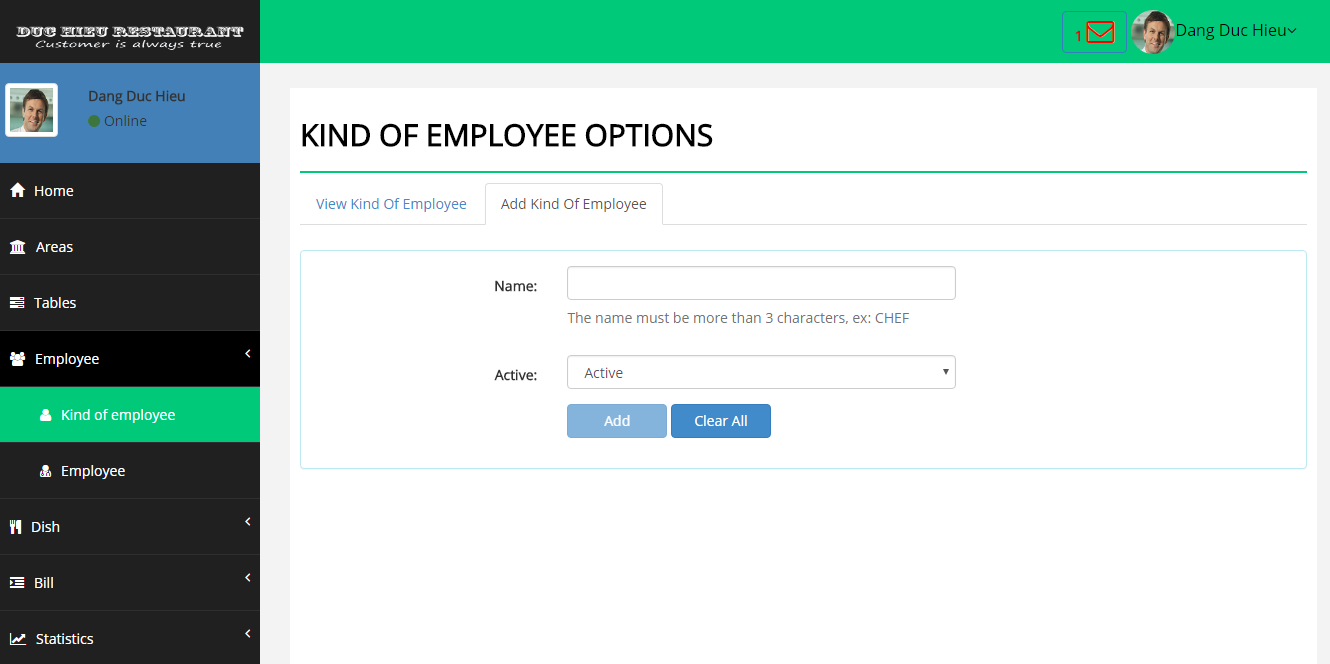 DUC HIEU RESTAURANT
Customer is always true
1
Dang Duc Hieu
Dang Duc Hieu
Online
Home
Areas
Tables
Employee
Kind of employee
Employee
Dish
Bill
Statistics
KIND OF EMPLOYEE OPTIONS
View Kind Of Employee
Add Kind Of Employee
Name:
The name must be more than 3 characters, ex: CHEF
Active:
Active
Add
Clear All